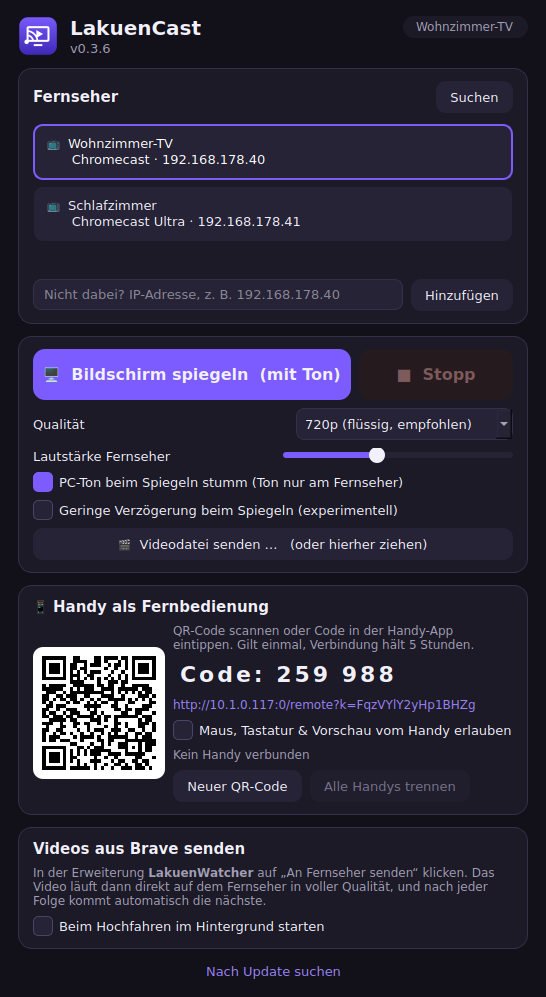 LakuenCast
v0.3.6
Wohnzimmer-TV
Fernseher
Suchen
Wohnzimmer-TV
Chromecast · 192.168.178.40
Schlafzimmer
Chromecast Ultra · 192.168.178.41
Nicht dabei? IP-Adresse, z. B. 192.168.178.40
Hinzufügen
Bildschirm spiegeln (mit Ton)
Stopp
Qualität
720p (flüssig, empfohlen)
Lautstärke Fernseher
PC-Ton beim Spiegeln stumm (Ton nur am Fernseher)
Geringe Verzögerung beim Spiegeln (experimentell)
Videodatei senden … (oder hierher ziehen)
Handy als Fernbedienung
QR-Code scannen oder Code in der Handy-App
eintippen. Gilt einmal, Verbindung hält 5 Stunden.
Code: 259 988
http://10.1.0.117:0/remote?k=FqzVYlY2yHp1BHZg
Maus, Tastatur & Vorschau vom Handy erlauben
Kein Handy verbunden
Neuer QR-Code
Alle Handys trennen
Videos aus Brave senden
In der Erweiterung LakuenWatcher auf „An Fernseher senden“ klicken. Das
Video läuft dann direkt auf dem Fernseher in voller Qualität, und nach jeder
Folge kommt automatisch die nächste.
Beim Hochfahren im Hintergrund starten
Nach Update suchen